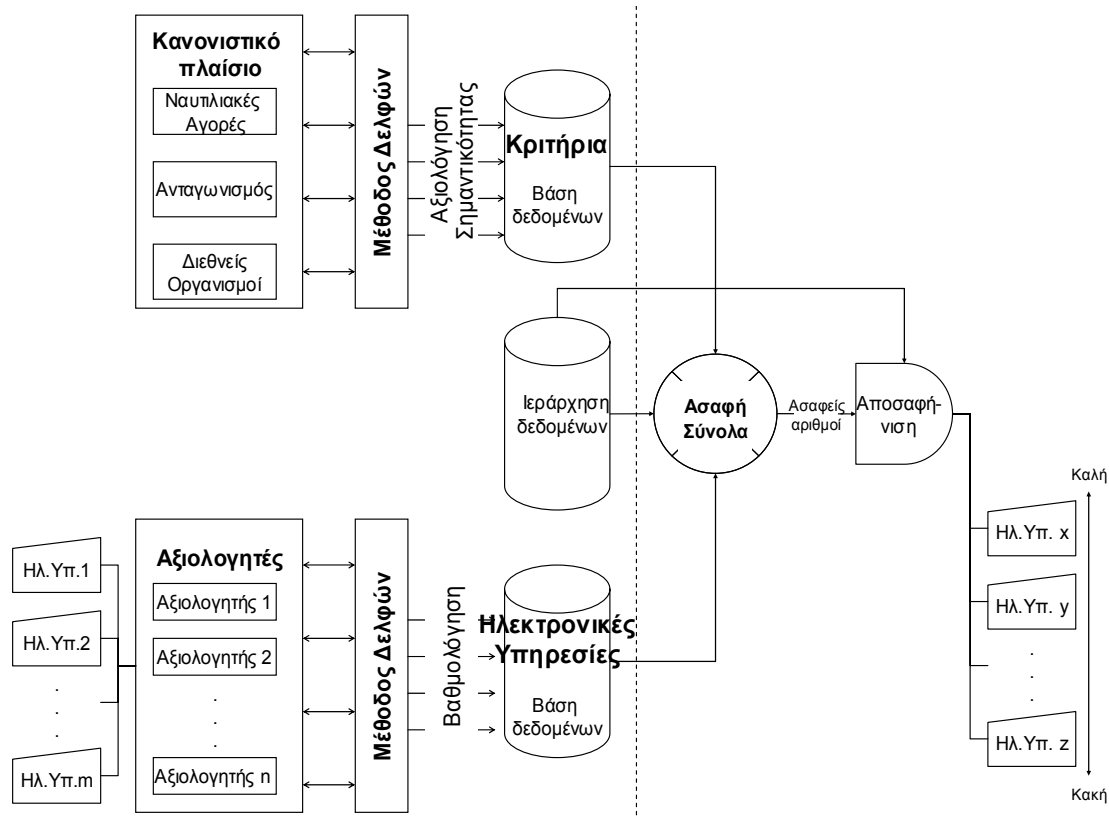 Κανονιστικό
πλαίσιο
Ναυτιλιακές
Αγορές
Ανταγωνισμός
Διεθνείς
Οργανισμοί
Μέθοδος Δελφών
Αξιολόγηση
Σημαντικότητας
Κριτήρια
Βάση
δεδομένων
Ιεράρχηση
δεδομένων
Ασαφή
Σύνολα
Ασαφείς
αριθμοί
Αποσαφή-
νιση
Ηλ.Υπ.1
Ηλ.Υπ.2
.
.
.
Ηλ.Υπ.m
Αξιολογητές
Αξιολογητής 1
Αξιολογητής 2
.
.
.
Αξιολογητής n
Μέθοδος Δελφών
Βαθμολόγηση
Ηλεκτρονικές
Υπηρεσίες
Βάση
δεδομένων
Καλή
Ηλ.Υπ. x
Ηλ.Υπ. y
.
.
.
Ηλ.Υπ. z
Κακή